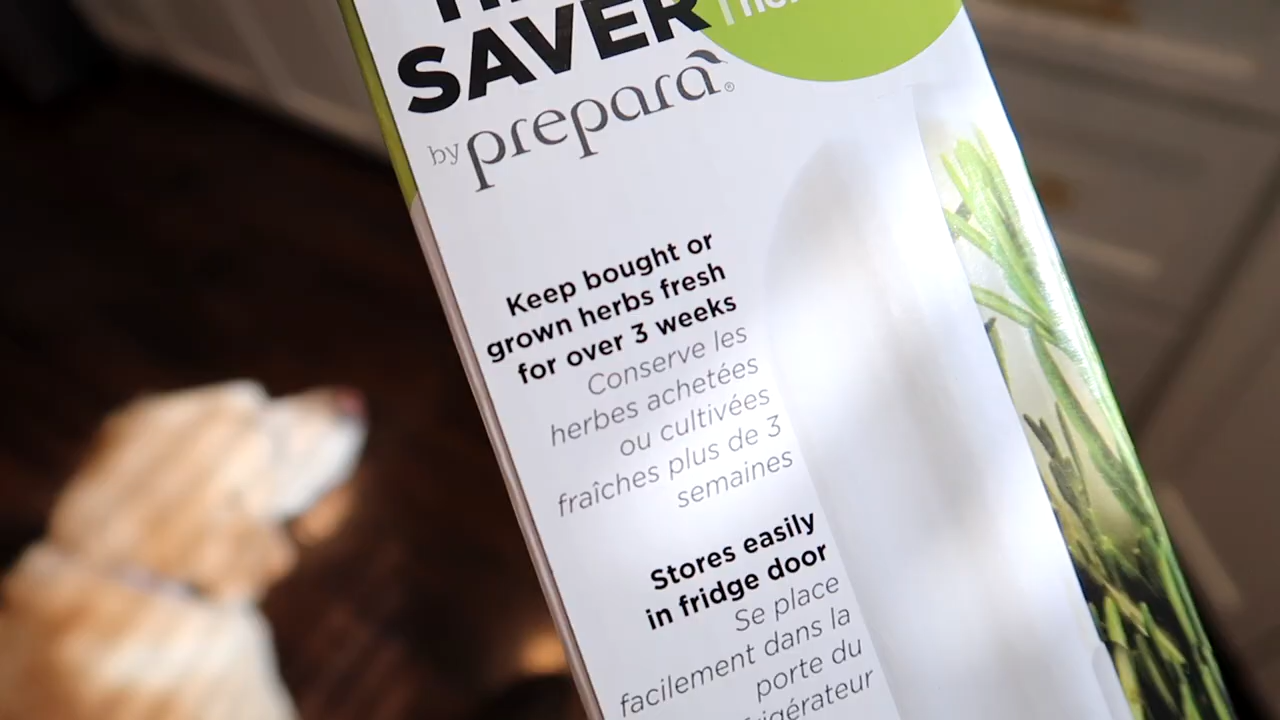 SAVER
by preparà®
Keep bought or
grown herbs fresh
for over 3 weeks
Conserve les
herbes achetées
ou cultivées
fraîches plus de 3
semaines
Stores easily
in fridge door
Se place
facilement dans la
porte du